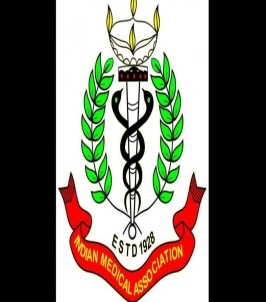 ESTD 1928
INDIAN MEDICAL ASSOCIATION